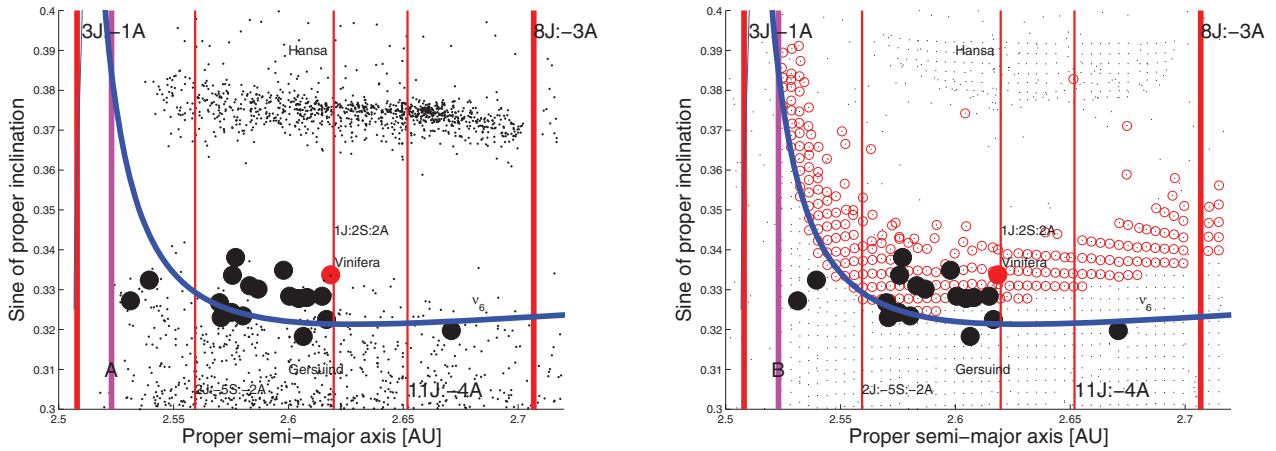 0.4
0.39
0.38
0.37
0.36
0.35
0.34
0.33
0.32
0.31
0.3
Sine of proper inclination
3J:-1A
8J:-3A
Hansa
1J:2S:2A
Vinifera
ν6
A
Gersuind
2J:-5S:-2A
11J:-4A
2.5
2.55
2.6
2.65
2.7
Proper semi-major axis [AU]
0.4
0.39
0.38
0.37
0.36
0.35
0.34
0.33
0.32
0.31
0.3
Sine of proper inclination
3J:-1A
8J:-3A
Hansa
1J:2S:2A
Vinifera
ν6
B
Gersuind
2J:-5S:-2A
11J:-4A
2.5
2.55
2.6
2.65
2.7
Proper semi-major axis [AU]